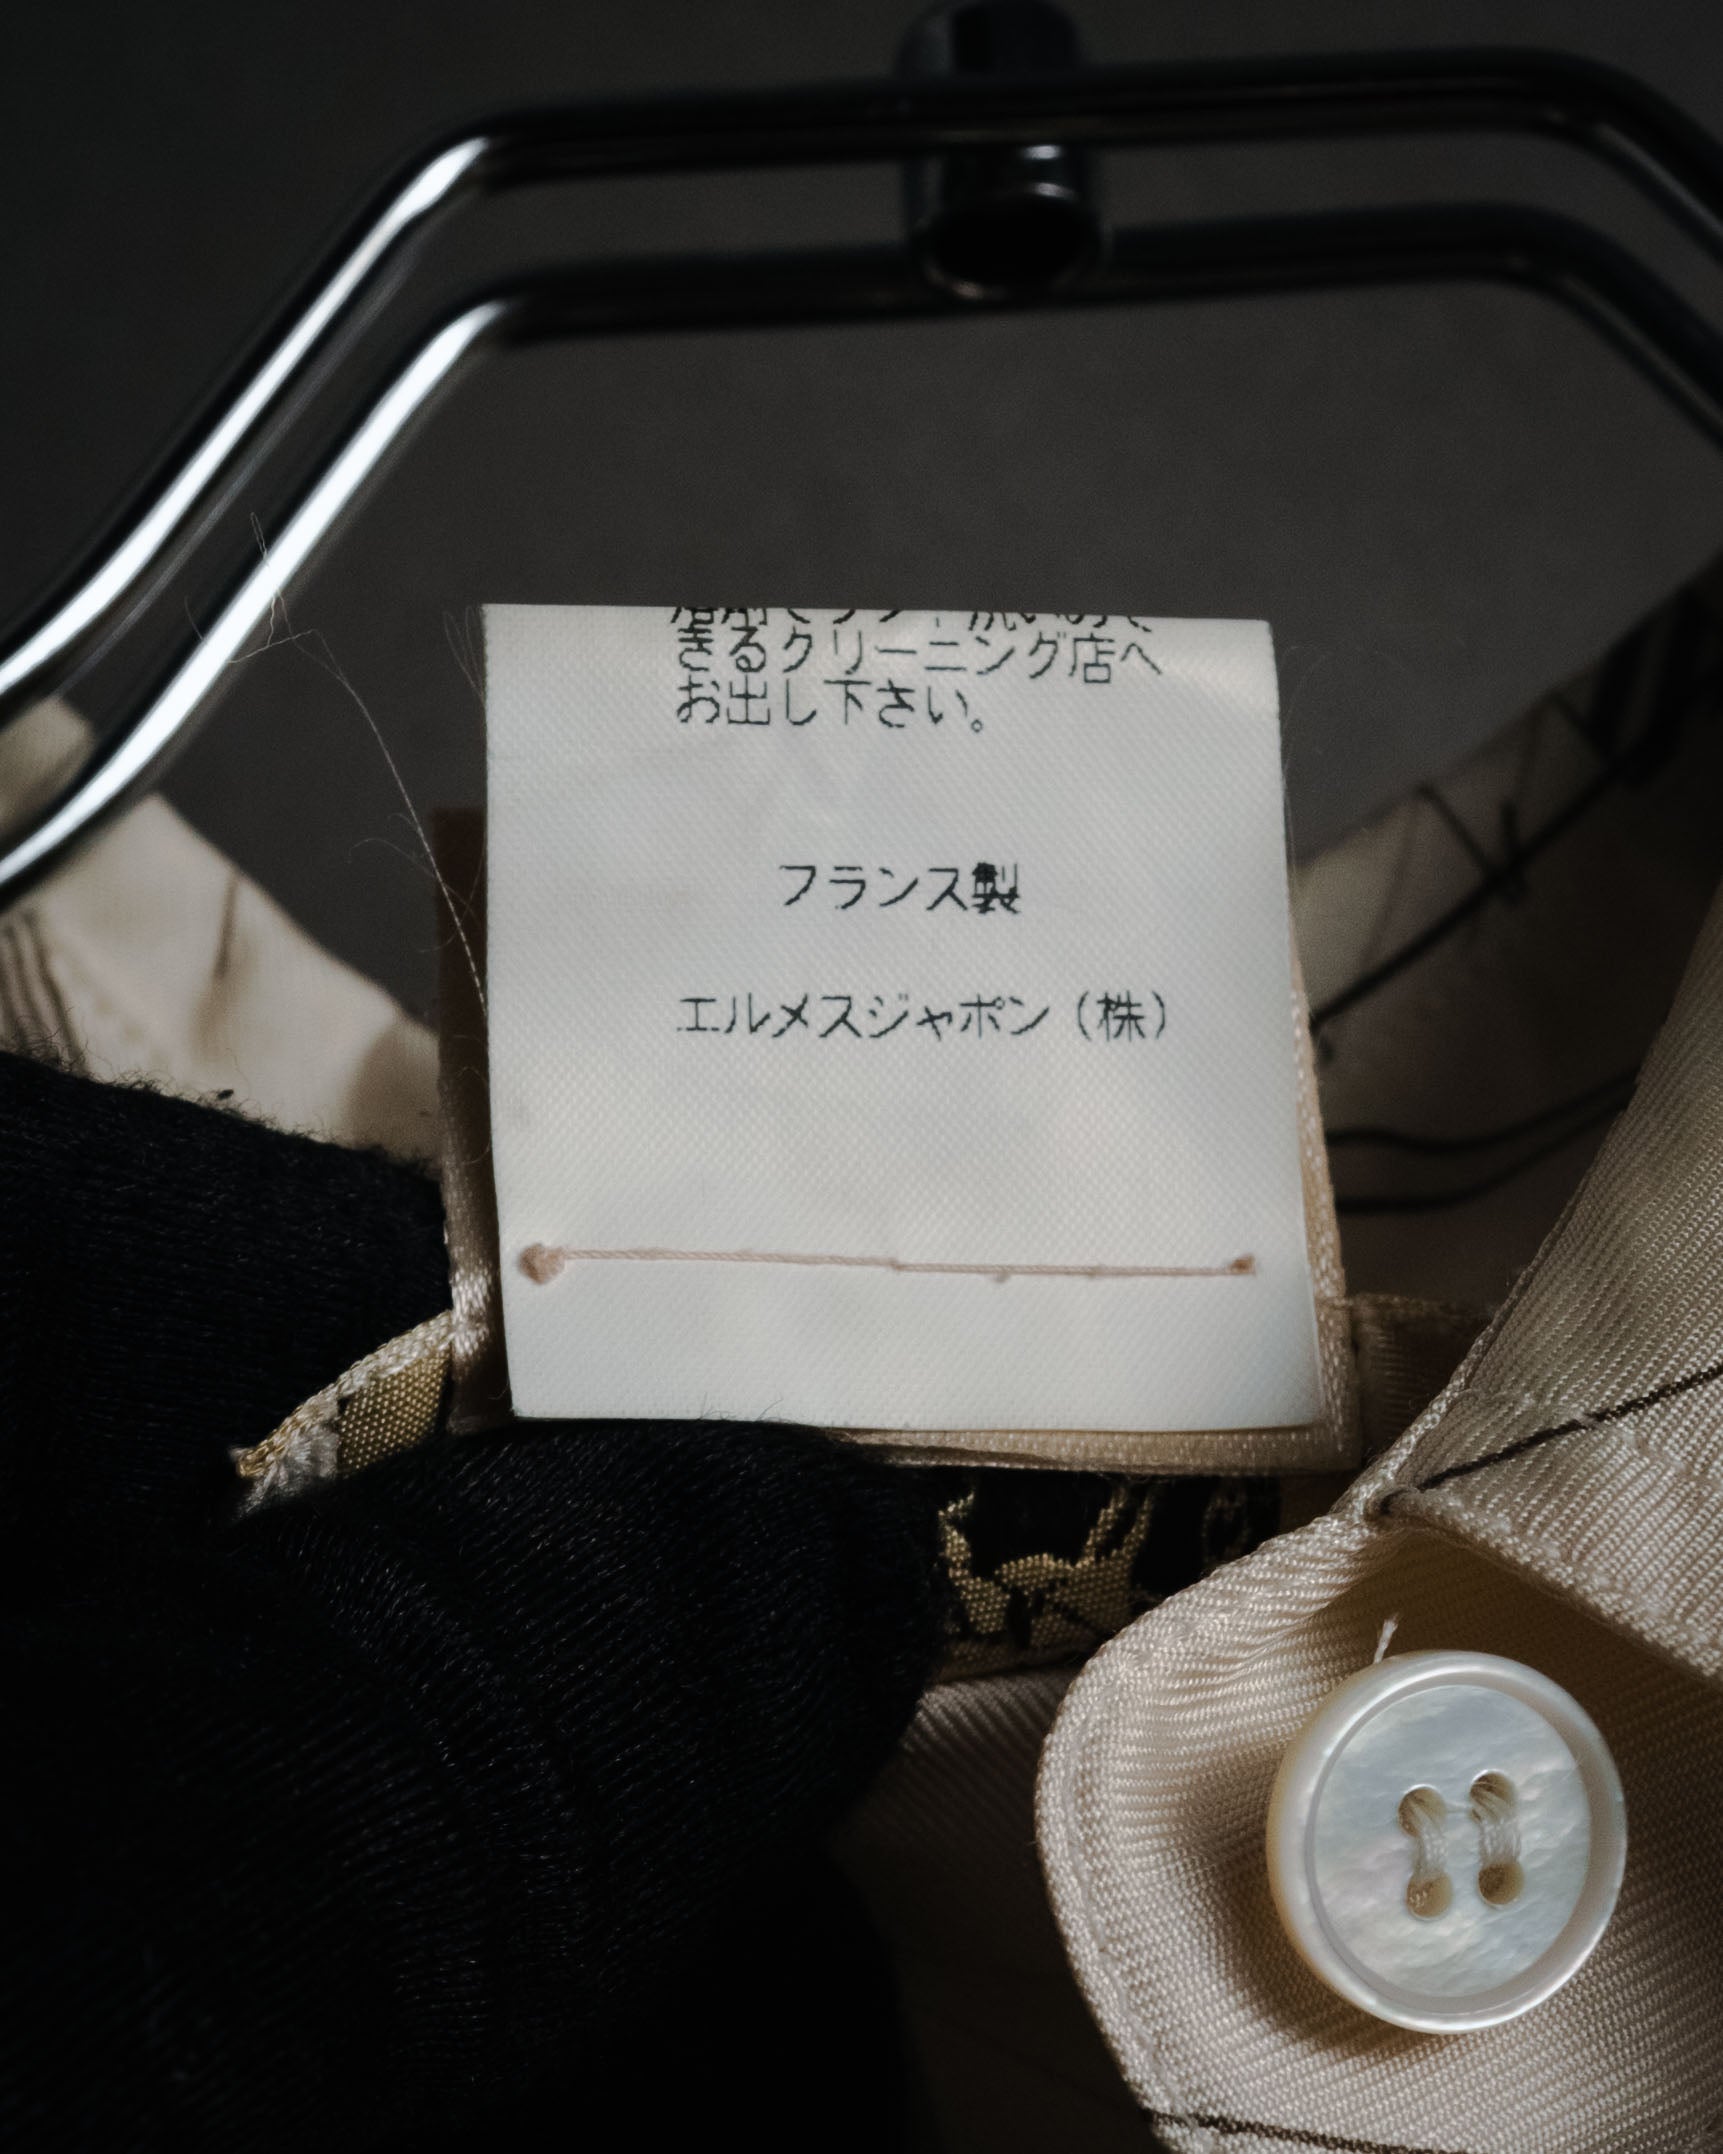 きるクリーニング店へ
お出し下さい。
フランス製
エルメスジャポン（株）